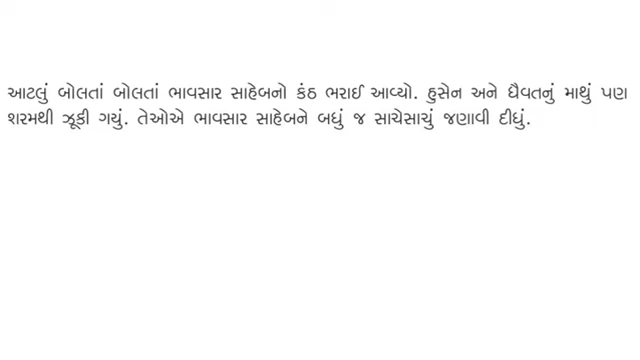 આટલું બોલતાં બોલતાં ભાવસાર સાહેબનો કંઠ ભરાઈ આવ્યો. હુસેન અને ધૈવતનું માથું પણ
શરમથી ઝૂકી ગયું. તેઓએ ભાવસાર સાહેબને બધું જ સાચેસાચું જણાવી દીધું.